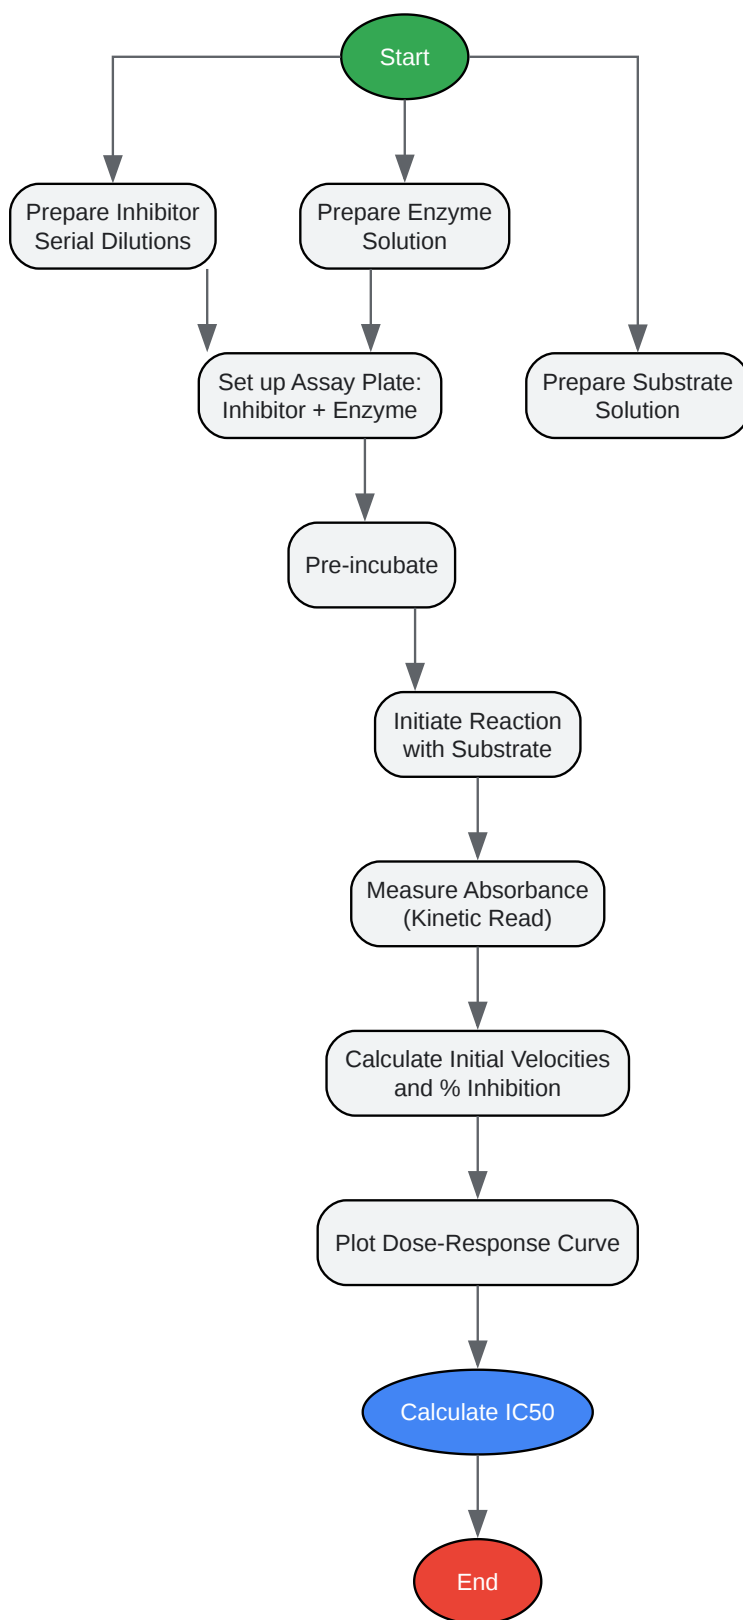 Start
Prepare Inhibitor
Serial Dilutions
Prepare Enzyme
Solution
Set up Assay Plate:
Inhibitor + Enzyme
Prepare Substrate
Solution
Pre-incubate
Initiate Reaction
with Substrate
Measure Absorbance
(Kinetic Read)
Calculate Initial Velocities
and % Inhibition
Plot Dose-Response Curve
Calculate IC50
End